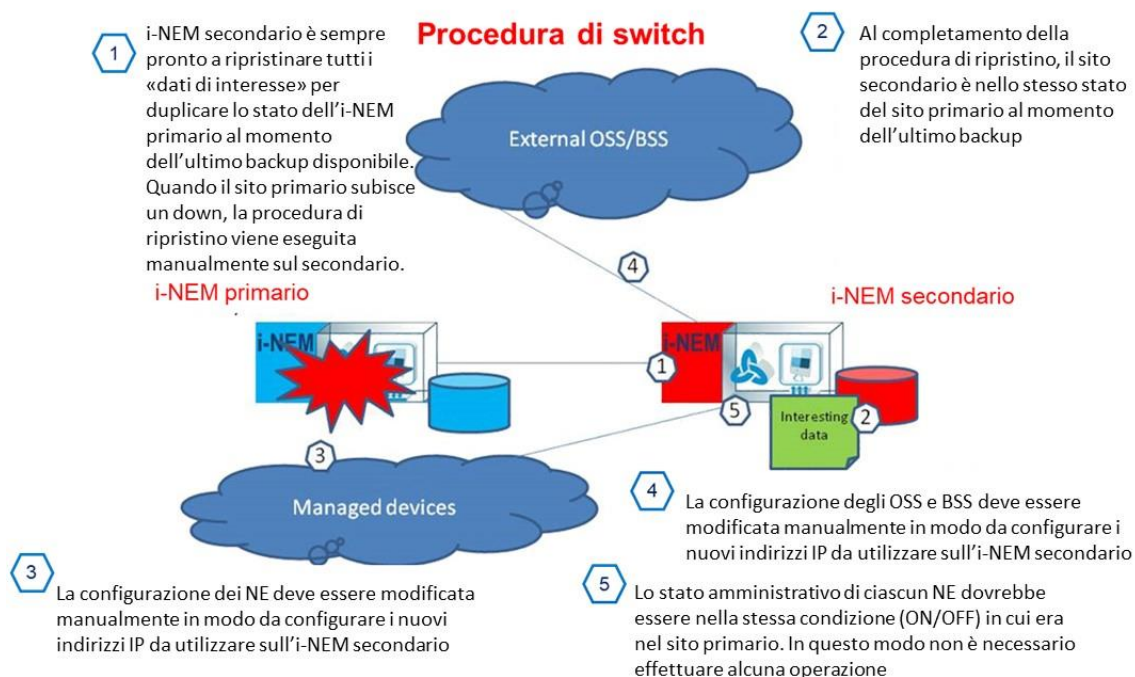 Procedura di switch
1
i-NEM secondario è sempre
pronto a ripristinare tutti i
«dati di interesse» per
duplicare lo stato dell’i-NEM
primario al momento
dell’ultimo backup disponibile.
Quando il sito primario subisce
un down, la procedura di
ripristino viene eseguita
manualmente sul secondario.
2
Al completamento della
procedura di ripristino, il sito
secondario è nello stesso stato
del sito primario al momento
dell’ultimo backup
External OSS/BSS
4
i-NEM primario
i-NEM secondario
i-NEM
i-NEM
1
5
Interesting
data
2
3
Managed devices
4
La configurazione degli OSS e BSS deve essere
modificata manualmente in modo da configurare i
nuovi indirizzi IP da utilizzare sull’i-NEM secondario
3
La configurazione dei NE deve essere modificata
manualmente in modo da configurare i nuovi
indirizzi IP da utilizzare sull’i-NEM secondario
5
Lo stato amministrativo di ciascun NE dovrebbe
essere nella stessa condizione (ON/OFF) in cui era
nel sito primario. In questo modo non è necessario
effettuare alcuna operazione